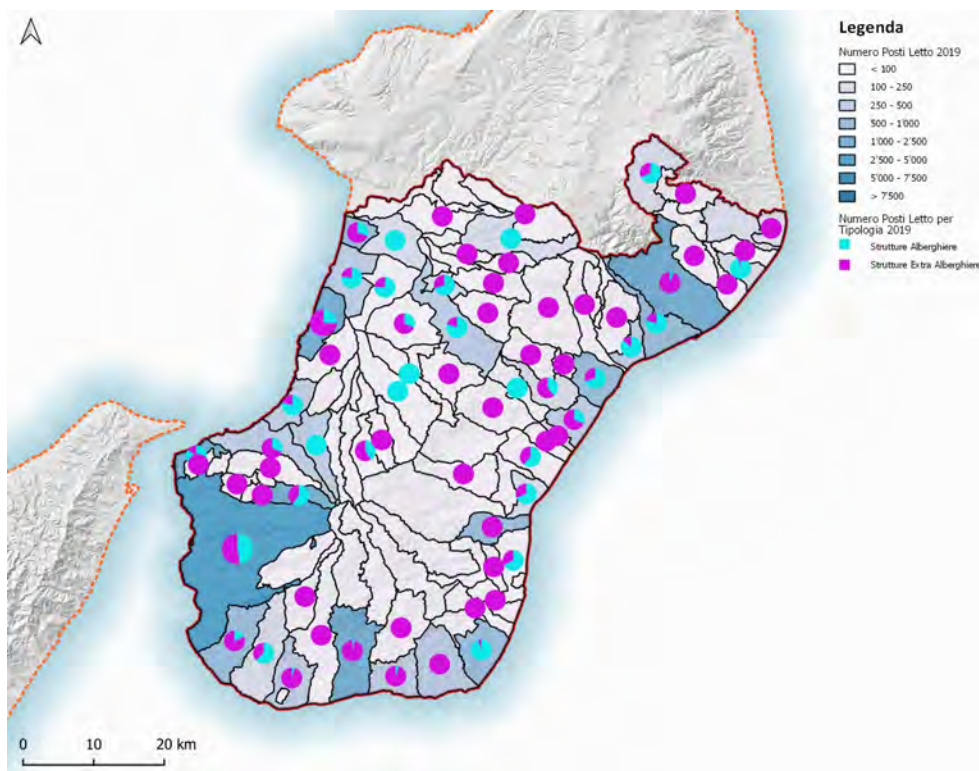 Legenda
Numero Posti Letto 2019
< 100
100 - 250
250 - 500
500 - 1'000
1'000 - 2'500
2'500 - 5'000
5'000 - 7'500
> 7'500
Numero Posti Letto per
Tipologia 2019
Strutture Alberghiere
Strutture Extra Alberghiere
0 10 20 km